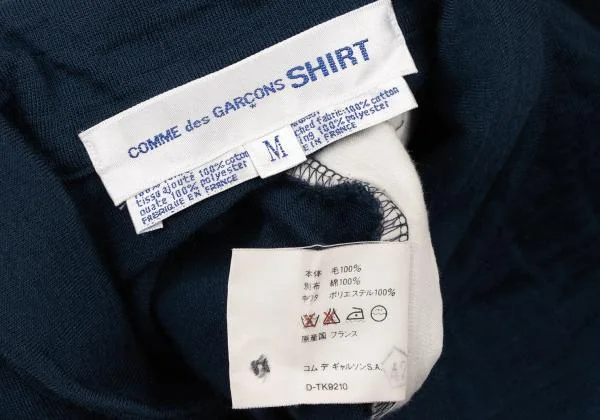 COMME des GARÇONS SHIRT
M
100% coton
tissu ajouté 100% coton
ouate 100% polyester
FABRIQUE EN FRANCE
ched fabric:100% cotton
ing 100% polyester
E IN FRANCE
本体 毛100%
別布 綿100%
中ワタ ポリエステル100%
原産国 フランス
コム デ ギャルソンS.A.
D-TK9210